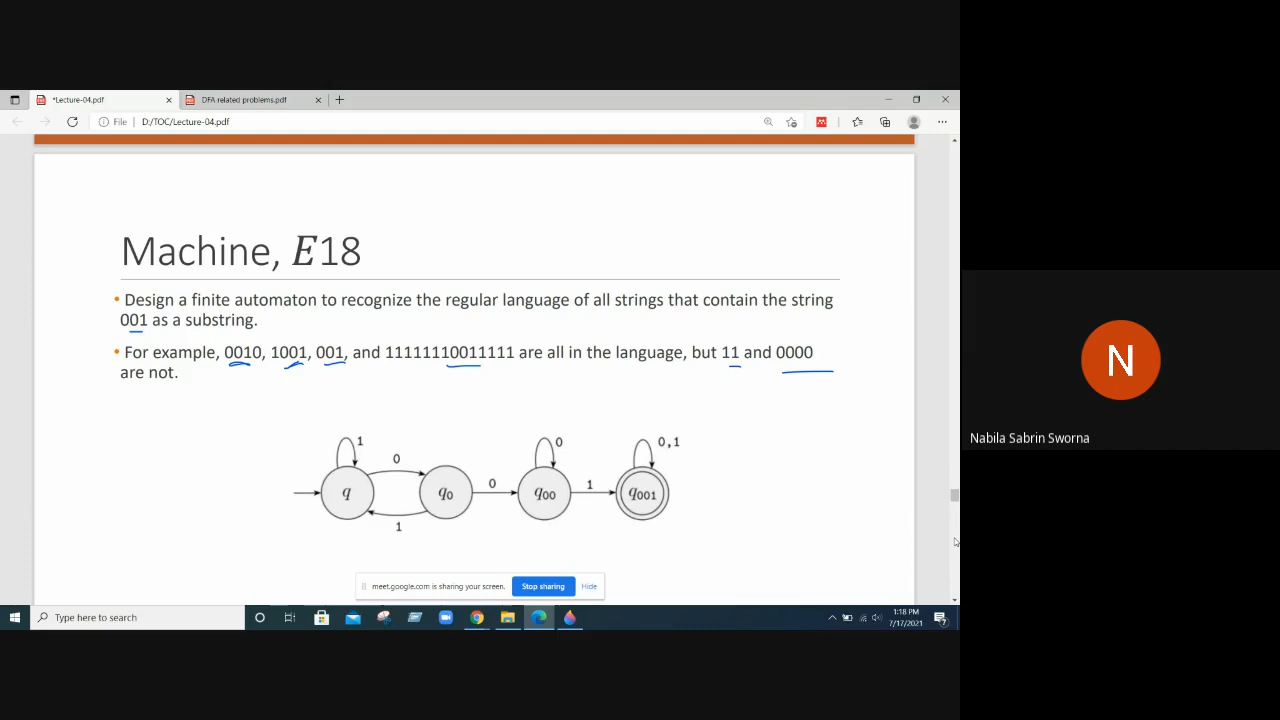 *Lecture-04.pdf
DFA related problems.pdf
File
D:/TOC/Lecture-04.pdf
Machine, E18
• Design a finite automaton to recognize the regular language of all strings that contain the string
001 as a substring.
• For example, 0010, 1001, 001, and 11111110011111 are all in the language, but 11 and 0000
are not.
1
0
0,1
0
q
q0
0
q00
1
q001
1
N
Nabila Sabrin Sworna
meet.google.com is sharing your screen.
Stop sharing
Hide
Type here to search
1:18 PM
7/17/2021